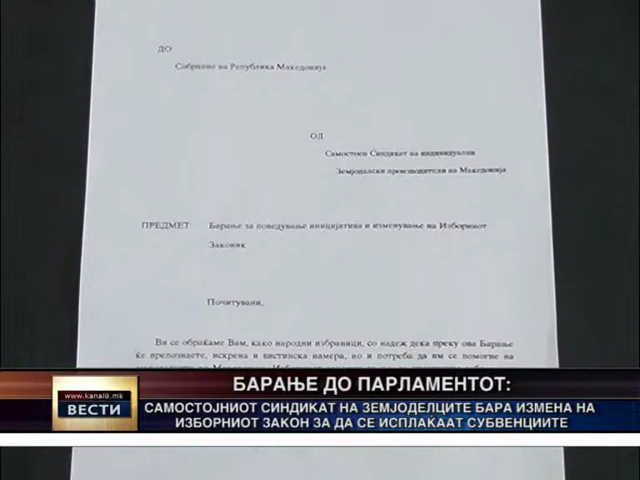 ДО
Собрание на Република Македонија
ОД
Самостоен Синдикат на индивидуални
Земјоделски производители на Македонија
ПРЕДМЕТ Барање за поведување иницијатива и изменување на Изборниот
Законик
Почитувани,
Ви се обраќаме Вам, како народни избраници, со надеж дека преку ова Барање
ќе препознаете, искрена и вистинска намера, но и потреба да им се помогне на
БАРАЊЕ ДО ПАРЛАМЕНТОТ:
www.kanalii.mk
ВЕСТИ
САМОСТОЈНИОТ СИНДИКАТ НА ЗЕМЈОДЕЛЦИТЕ БАРА ИЗМЕНА НА
ИЗБОРНИОТ ЗАКОН ЗА ДА СЕ ИСПЛАЌААТ СУБВЕНЦИИТЕ